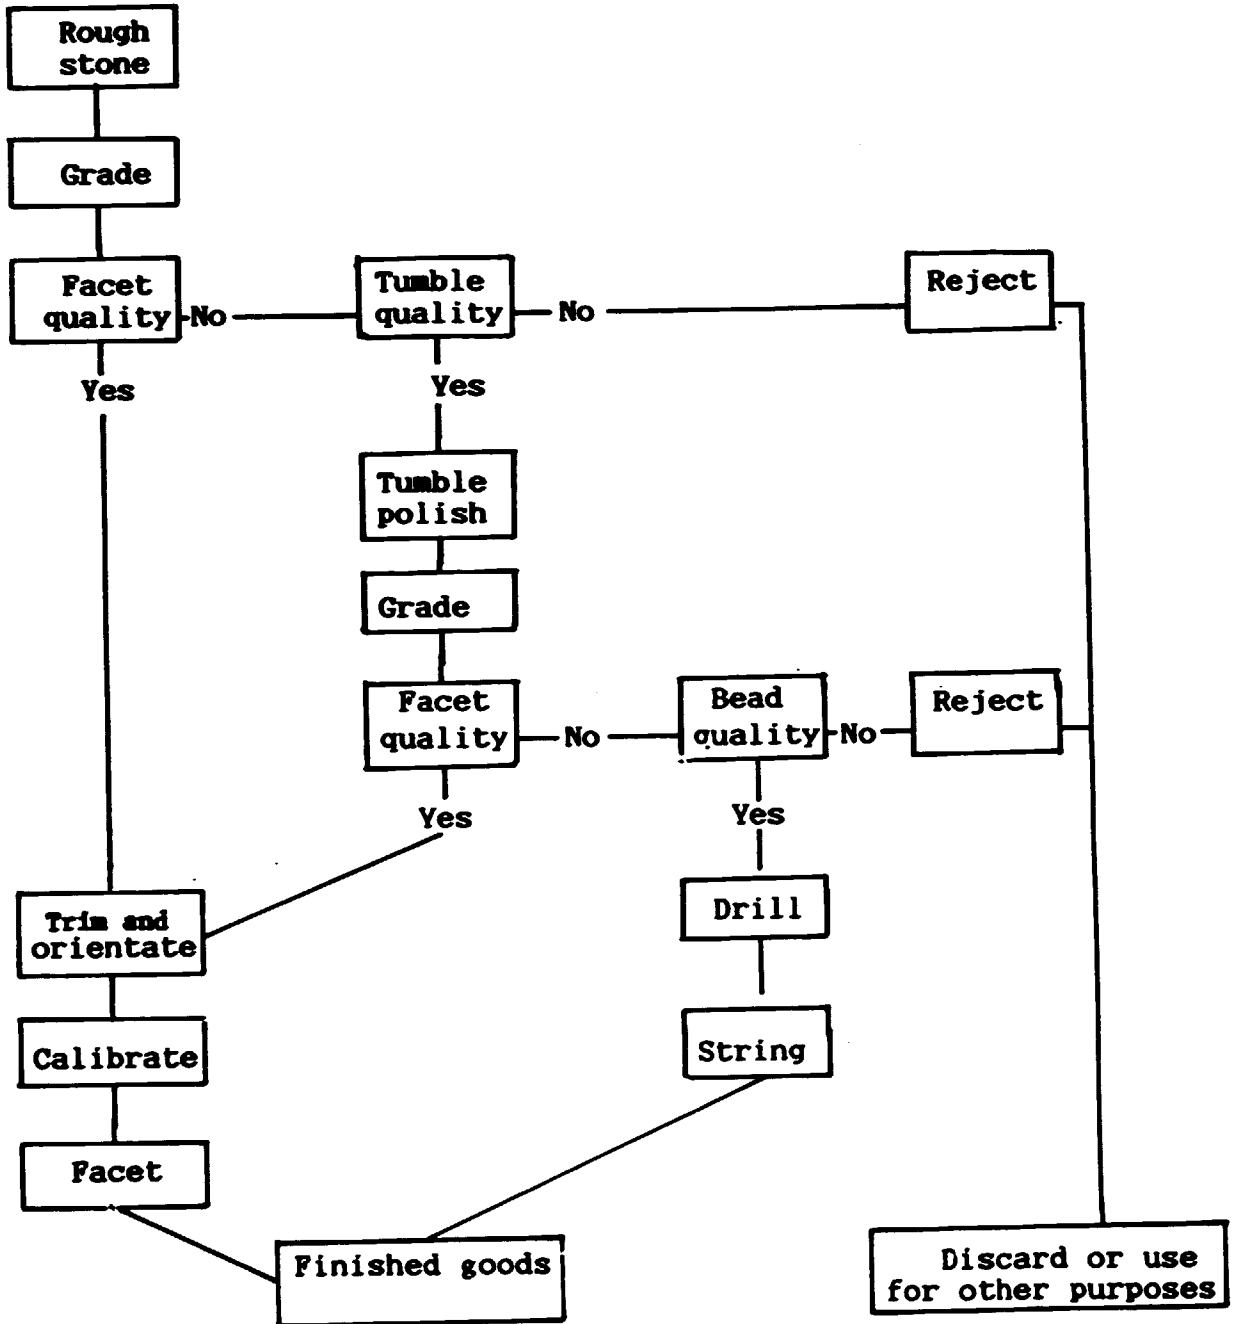 Rough
stone
Grade
Facet
quality
No
Tumble
quality
No
Reject
Yes
Yes
Tumble
polish
Grade
Facet
quality
No
Bead
quality
No
Reject
Yes
Yes
Trim and
orientate
Drill
Calibrate
String
Facet
Finished goods
Discard or use
for other purposes